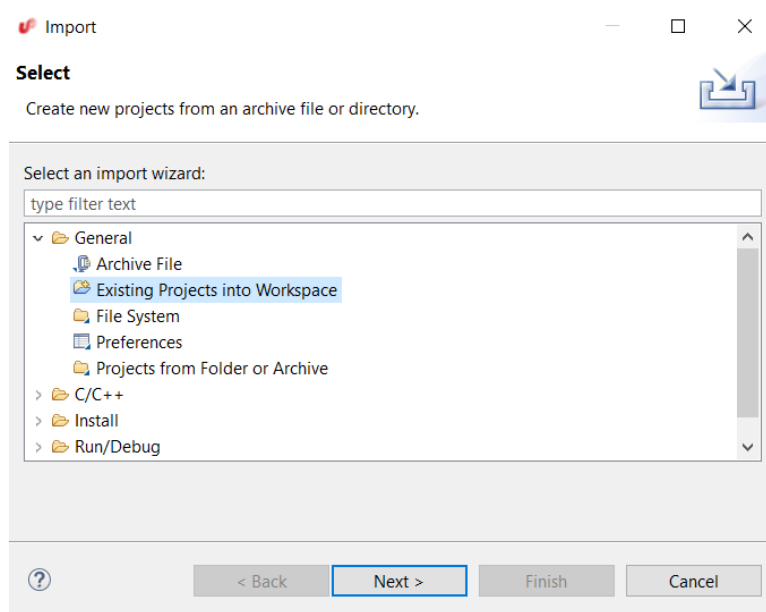 Import
Select
Create new projects from an archive file or directory.
Select an import wizard:
type filter text
General
Archive File
Existing Projects into Workspace
File System
Preferences
Projects from Folder or Archive
C/C++
Install
Run/Debug
? < Back Next > Finish Cancel